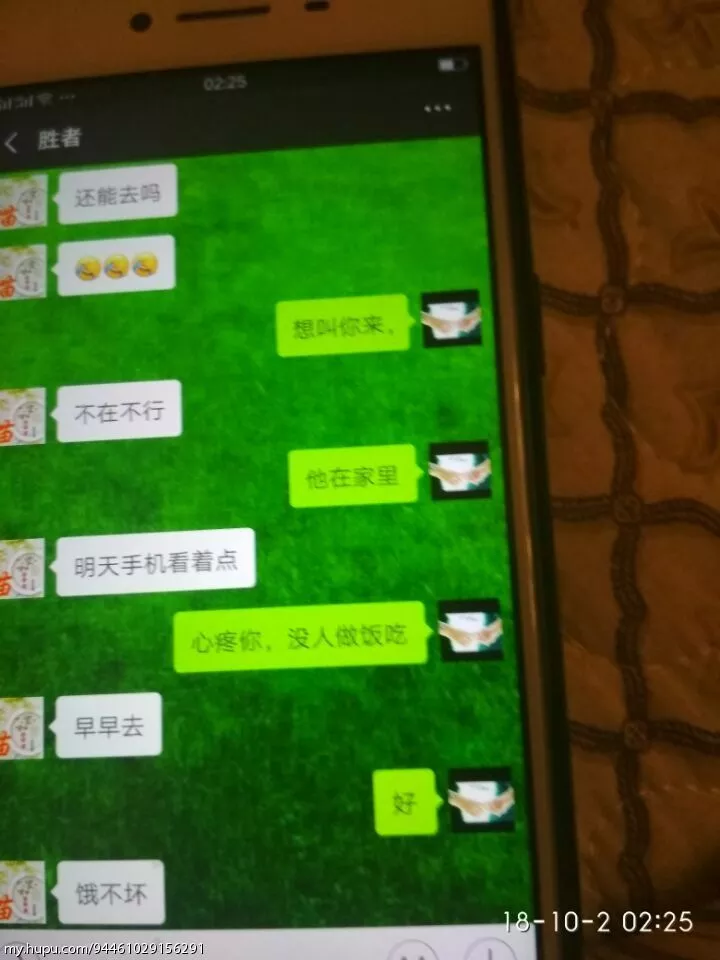 02:25
胜者
还能去吗
想叫你来，
不在不行
他在家里
明天手机看着点
心疼你，没人做饭吃
早早去
好
饿不坏
18-10-2 02:25
my.hupu.com/94461029156291